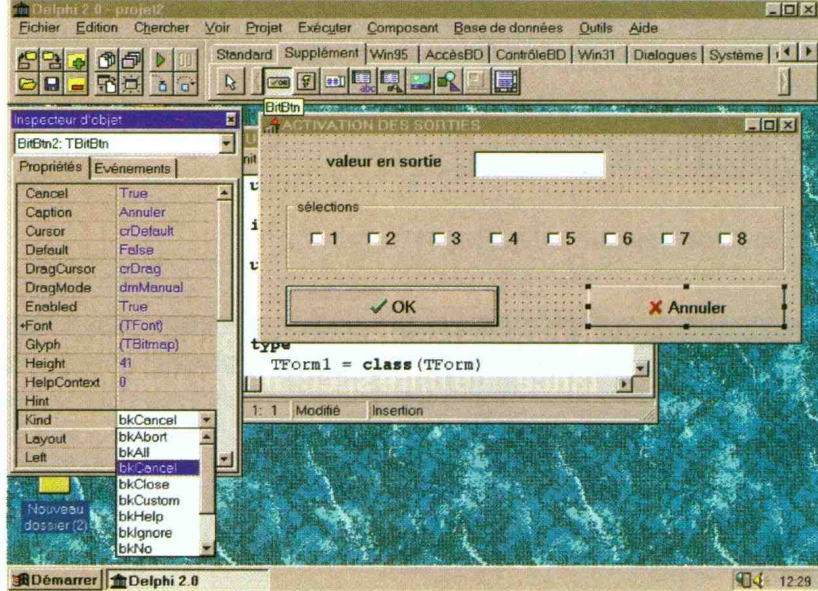 Delphi 2.0 - projet2
Fichier Edition Chercher Voir Projet Exécuter Composant Base de données Outils Aide
Standard Supplément Win95 AccèsBD ContrôleBD Win31 Dialogues Système
BitBtn
Inspecteur d'objet
BitBtn2: TBitBtn
Propriétés Evénements
Cancel True
Caption Annuler
Cursor crDefault
Default False
DragCursor crDrag
DragMode dmManual
Enabled True
+Font (TFont)
Glyph (TBitmap)
Height 41
HelpContext 0
Hint
Kind bkCancel
Layout bkAbort
Left bkAll
bkCancel
bkClose
bkCustom
bkHelp
bkIgnore
bkNo
ACTIVATION DES SORTIES
valeur en sortie
sélections
1 2 3 4 5 6 7 8
OK
Annuler
type
TForm1 = class(TForm)
1: 1 Modifié Insertion
Nouveau
dossier (2)
Démarrer Delphi 2.0 12:29